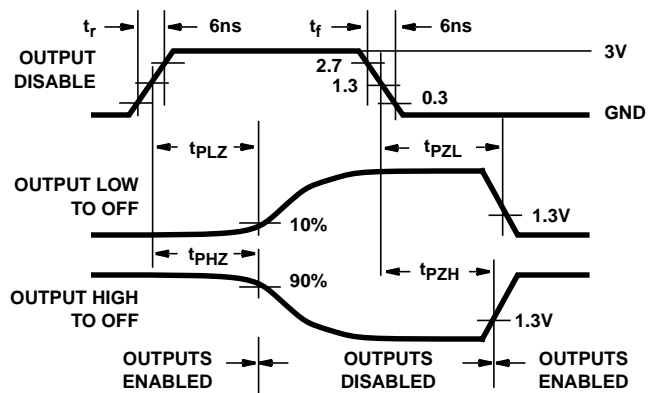 tr 6ns tf 6ns
OUTPUT
DISABLE
3V
2.7
1.3
0.3
GND
tPLZ tPZL
OUTPUT LOW
TO OFF
10%
1.3V
tPHZ tPZH
90%
OUTPUT HIGH
TO OFF
1.3V
OUTPUTS
ENABLED
OUTPUTS
DISABLED
OUTPUTS
ENABLED